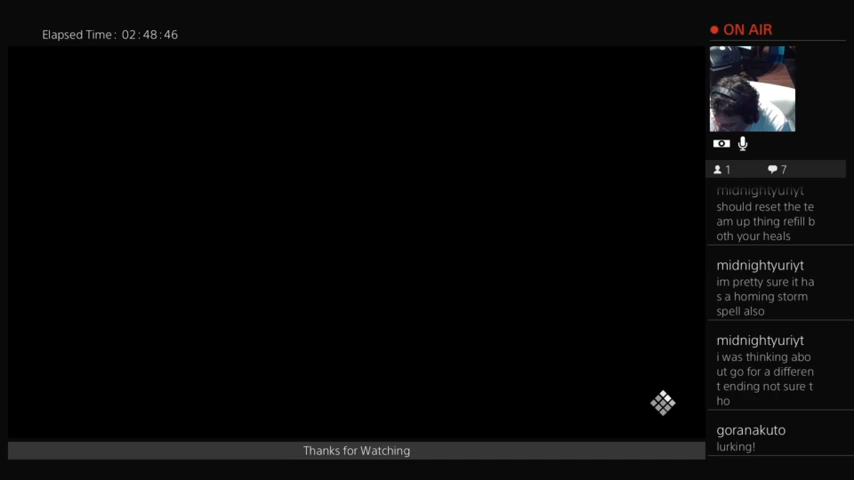 Elapsed Time: 02:48:46
ON AIR
1 7
midnightyuriyt
should reset the te
am up thing refill b
oth your heals
midnightyuriyt
im pretty sure it ha
s a homing storm
spell also
midnightyuriyt
i was thinking abo
ut go for a differen
t ending not sure t
ho
goranakuto
lurking!
Thanks for Watching